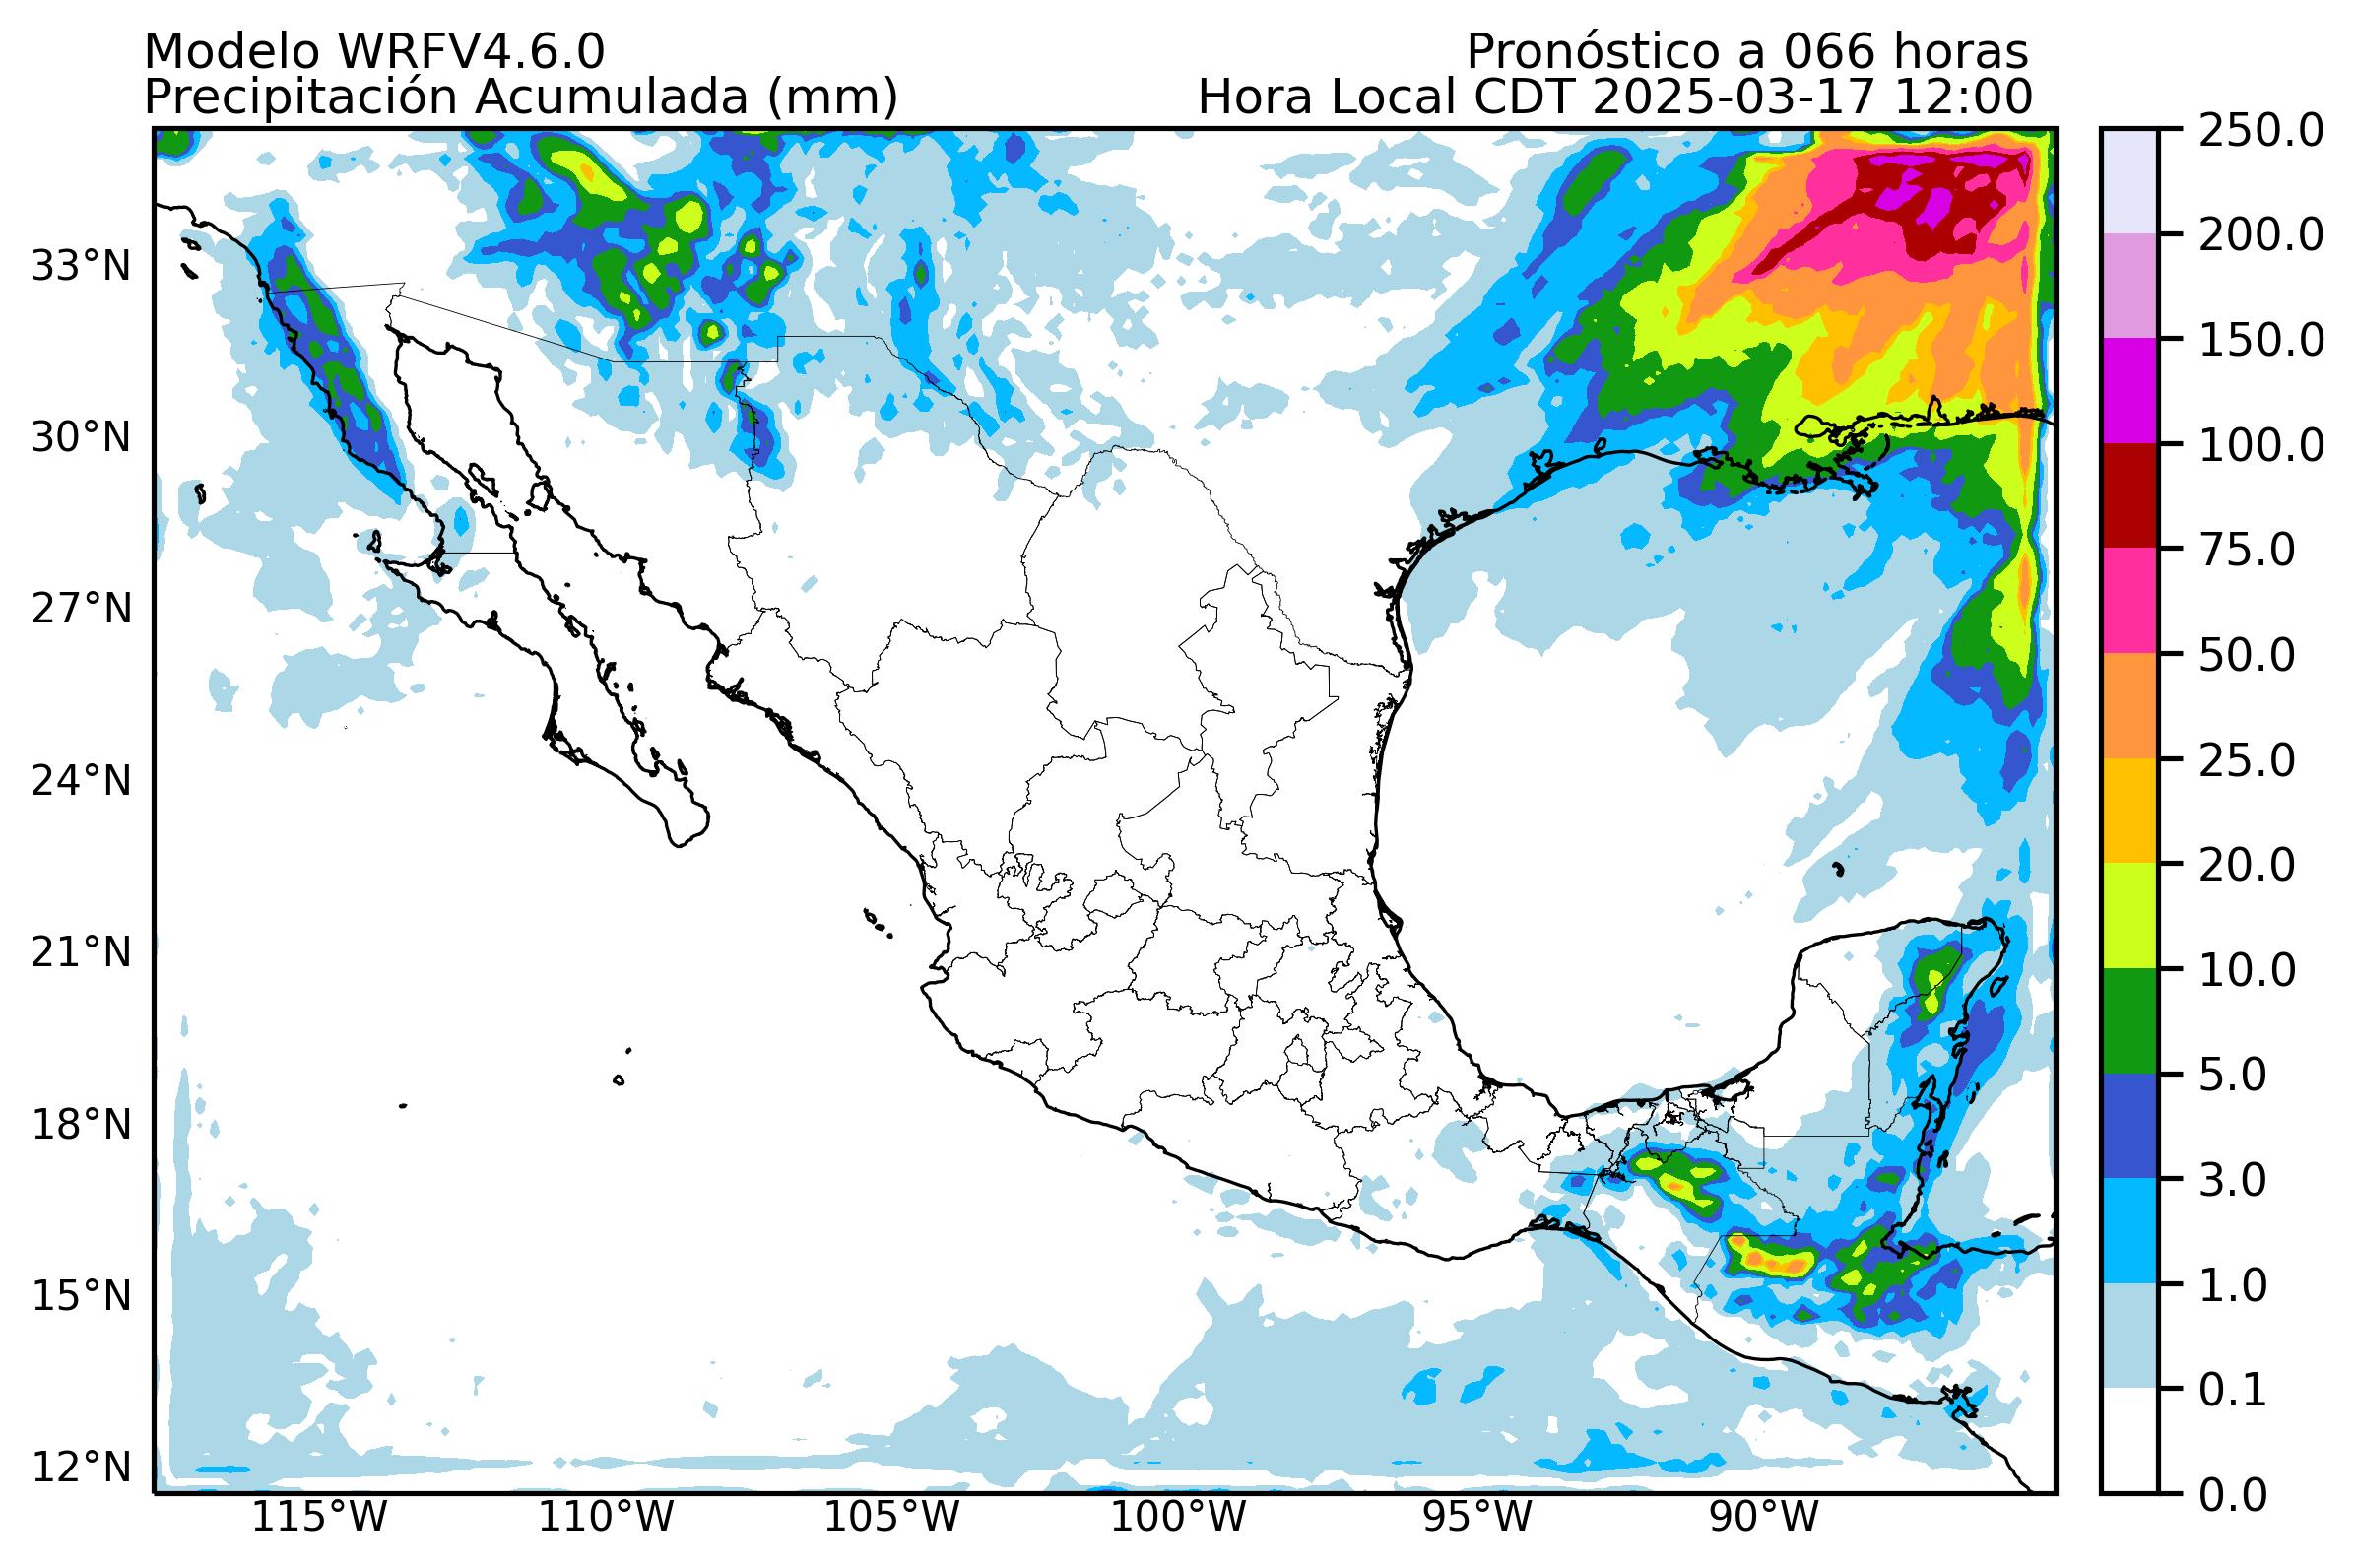 Modelo WRFV4.6.0
Pronóstico a 066 horas
Precipitación Acumulada (mm)
Hora Local CDT 2025-03-17 12:00
33°N
30°N
27°N
24°N
21°N
18°N
15°N
12°N
115°W
110°W
105°W
100°W
95°W
90°W
250.0
200.0
150.0
100.0
75.0
50.0
25.0
20.0
10.0
5.0
3.0
1.0
0.1
0.0